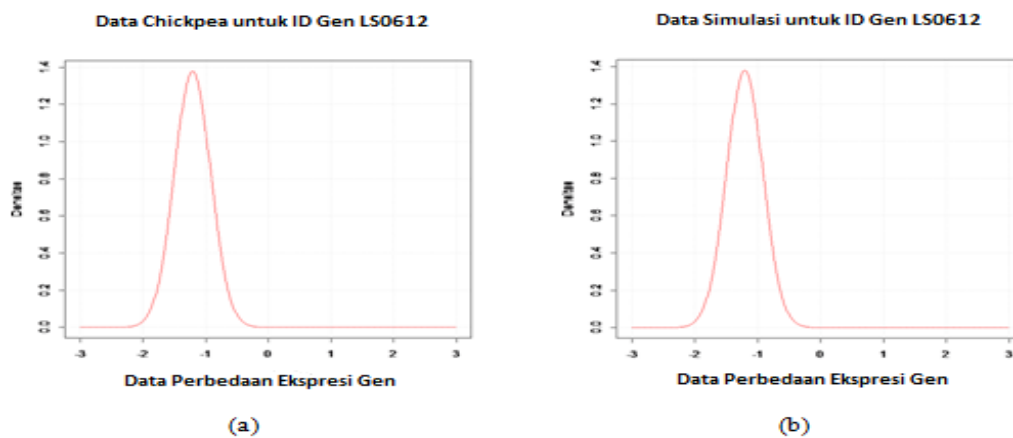 Data Chickpea untuk ID Gen LS0612
1.4
1.2
1.0
0.8
0.6
0.4
0.2
0.0
Densitas
-3 -2 -1 0 1 2 3
Data Perbedaan Ekspresi Gen
(a)
Data Simulasi untuk ID Gen LS0612
1.4
1.2
1.0
0.8
0.6
0.4
0.2
0.0
Densitas
-3 -2 -1 0 1 2 3
Data Perbedaan Ekspresi Gen
(b)